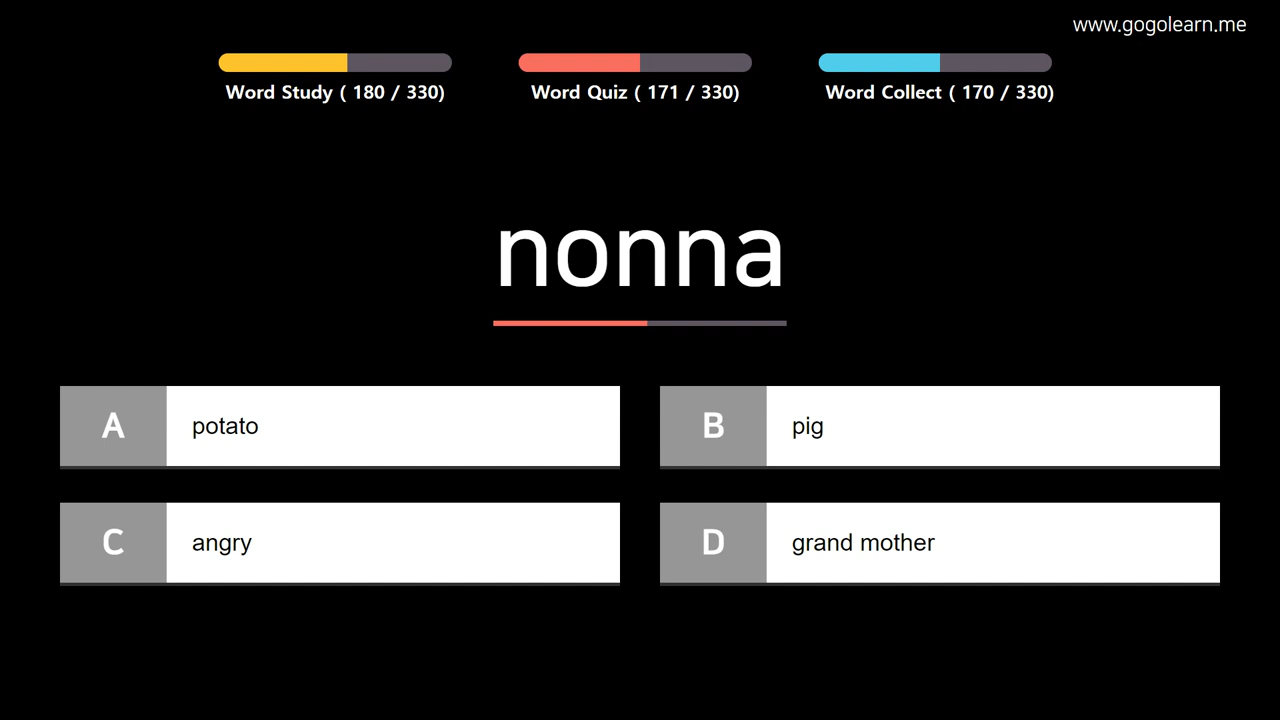 www.gogolearn.me
Word Study ( 180 / 330)
Word Quiz ( 171 / 330)
Word Collect ( 170 / 330)
nonna
A potato
B pig
C angry
D grand mother